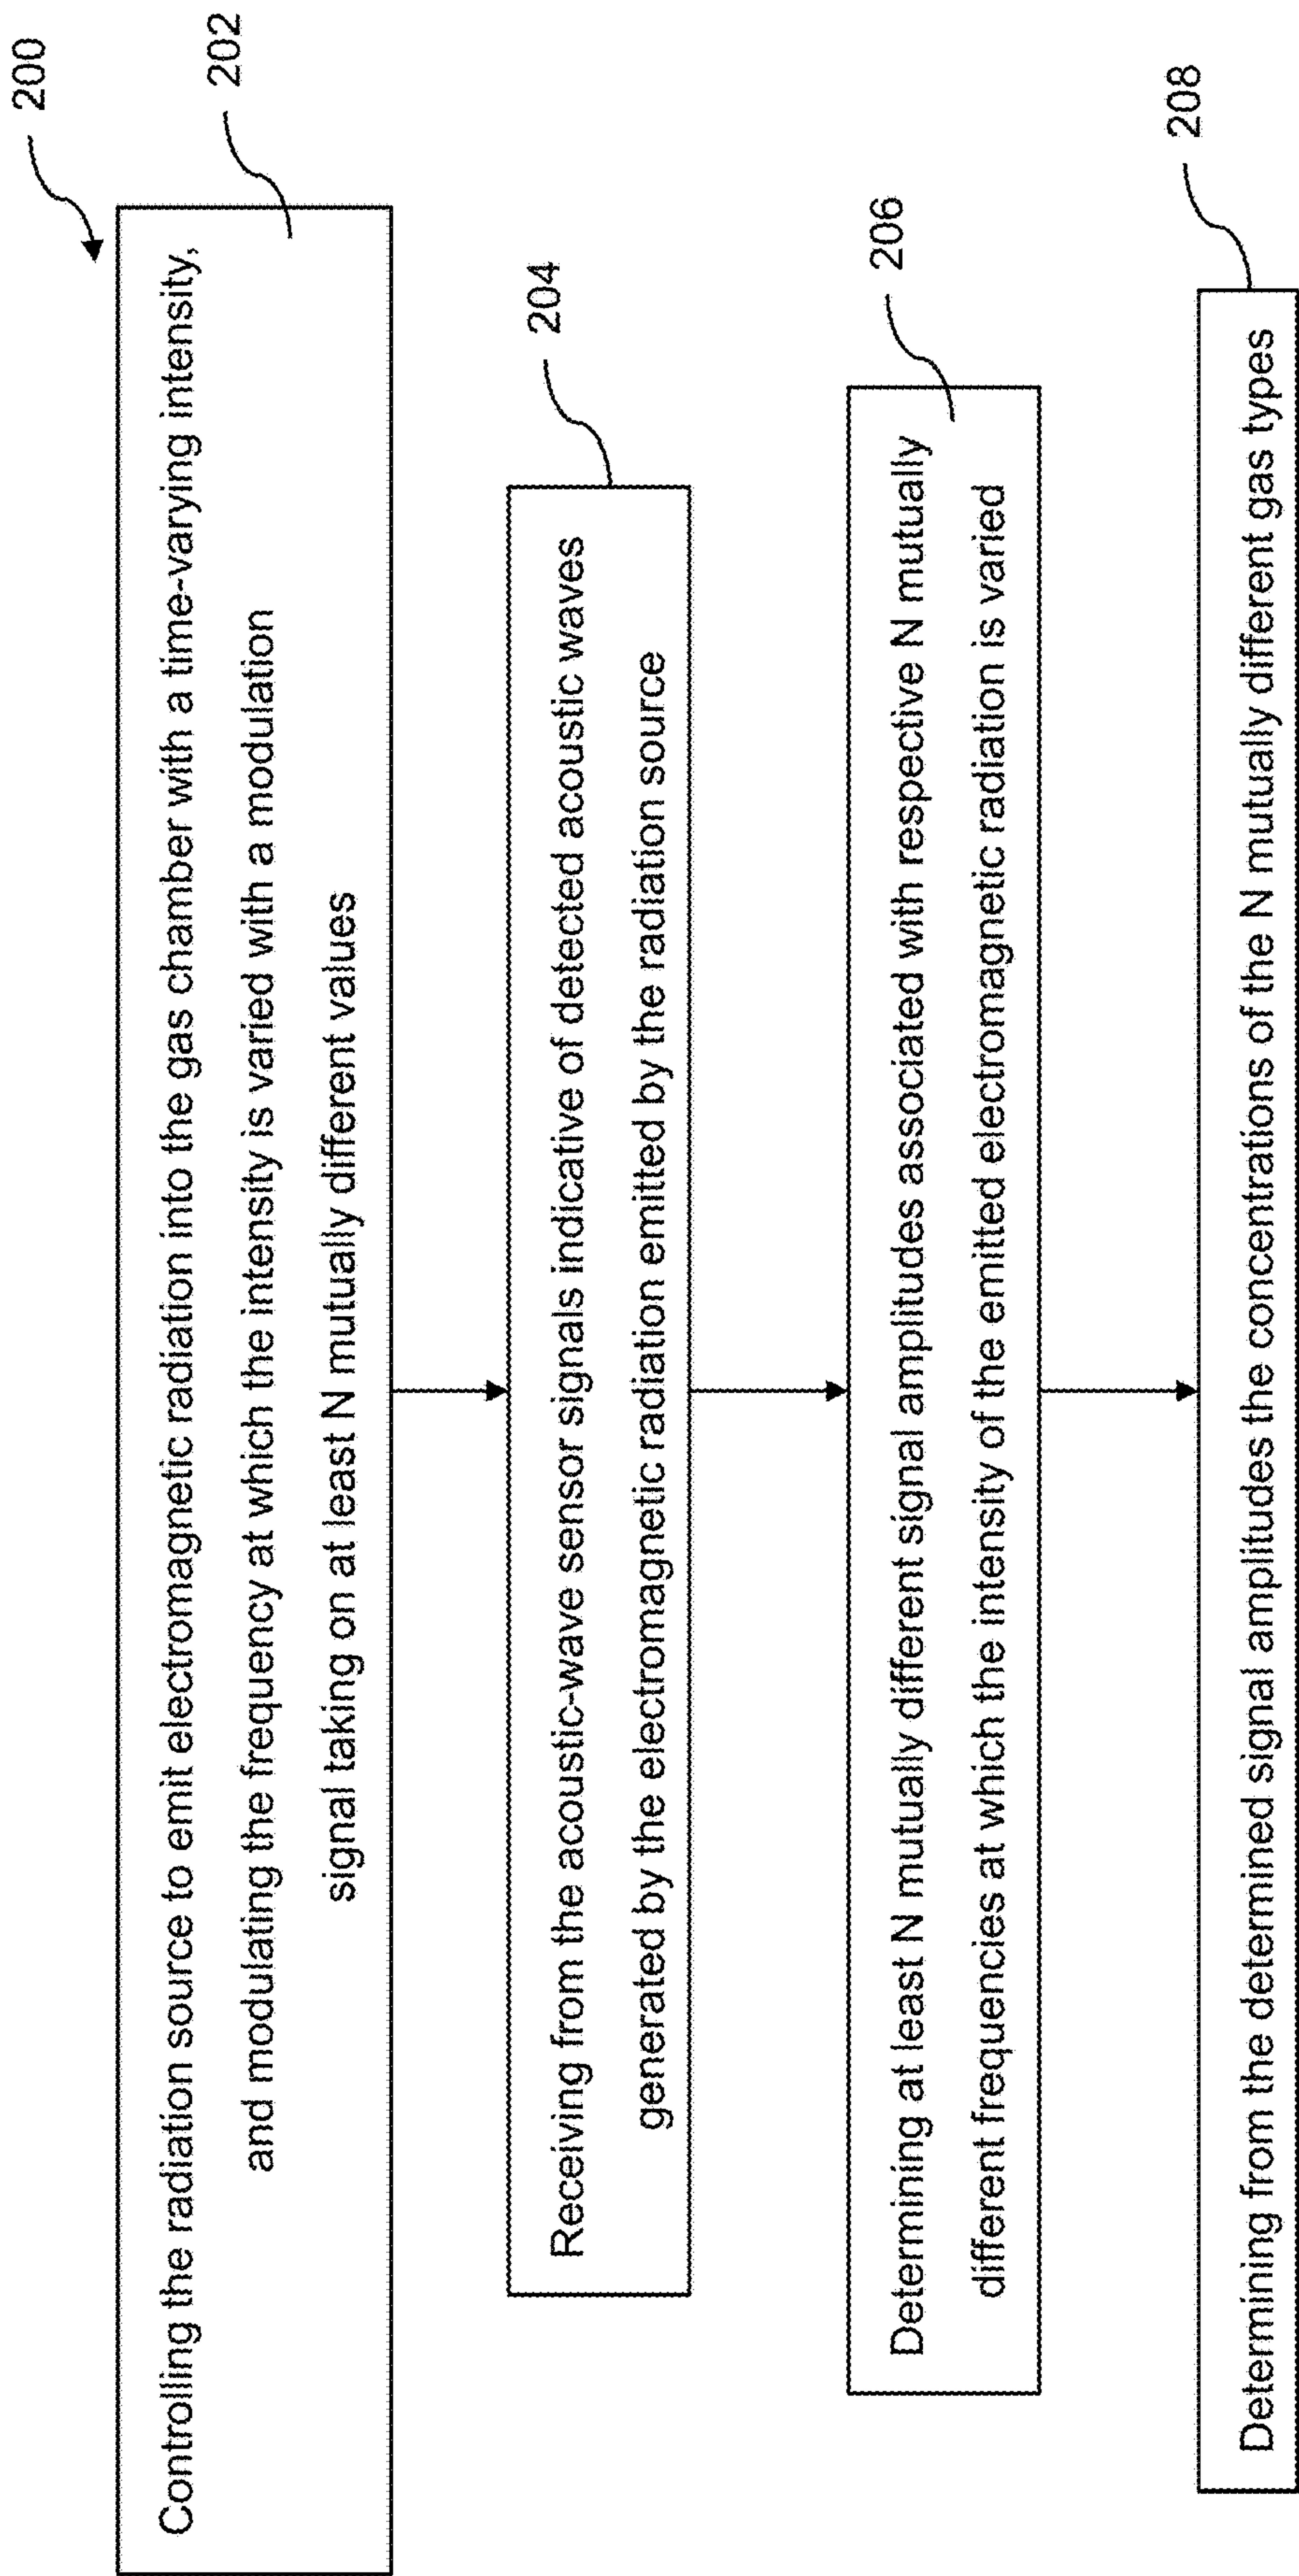 200
Controlling the radiation source to emit electromagnetic radiation into the gas chamber with a time-varying intensity,
and modulating the frequency at which the intensity is varied with a modulation
signal taking on at least N mutually different values
202
Receiving from the acoustic-wave sensor signals indicative of detected acoustic waves
generated by the electromagnetic radiation emitted by the radiation source
204
Determining at least N mutually different signal amplitudes associated with respective N mutually
different frequencies at which the intensity of the emitted electromagnetic radiation is varied
206
Determining from the determined signal amplitudes the concentrations of the N mutually different gas types
208